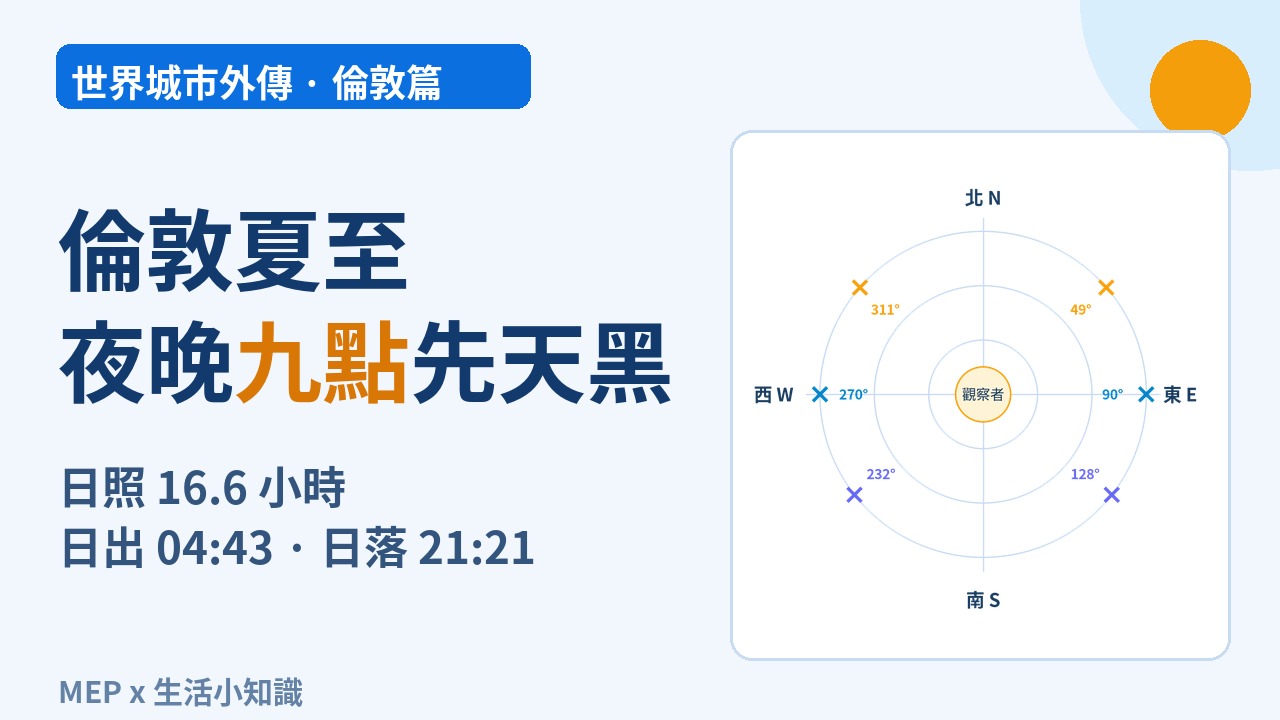 世界城市外傳 · 倫敦篇
倫敦夏至
夜晚九點先天黑
日照 16.6 小時
日出 04:43 · 日落 21:21
MEP x 生活小知識
北 N
311°
49°
西 W
270°
觀察者
90°
東 E
232°
128°
南 S